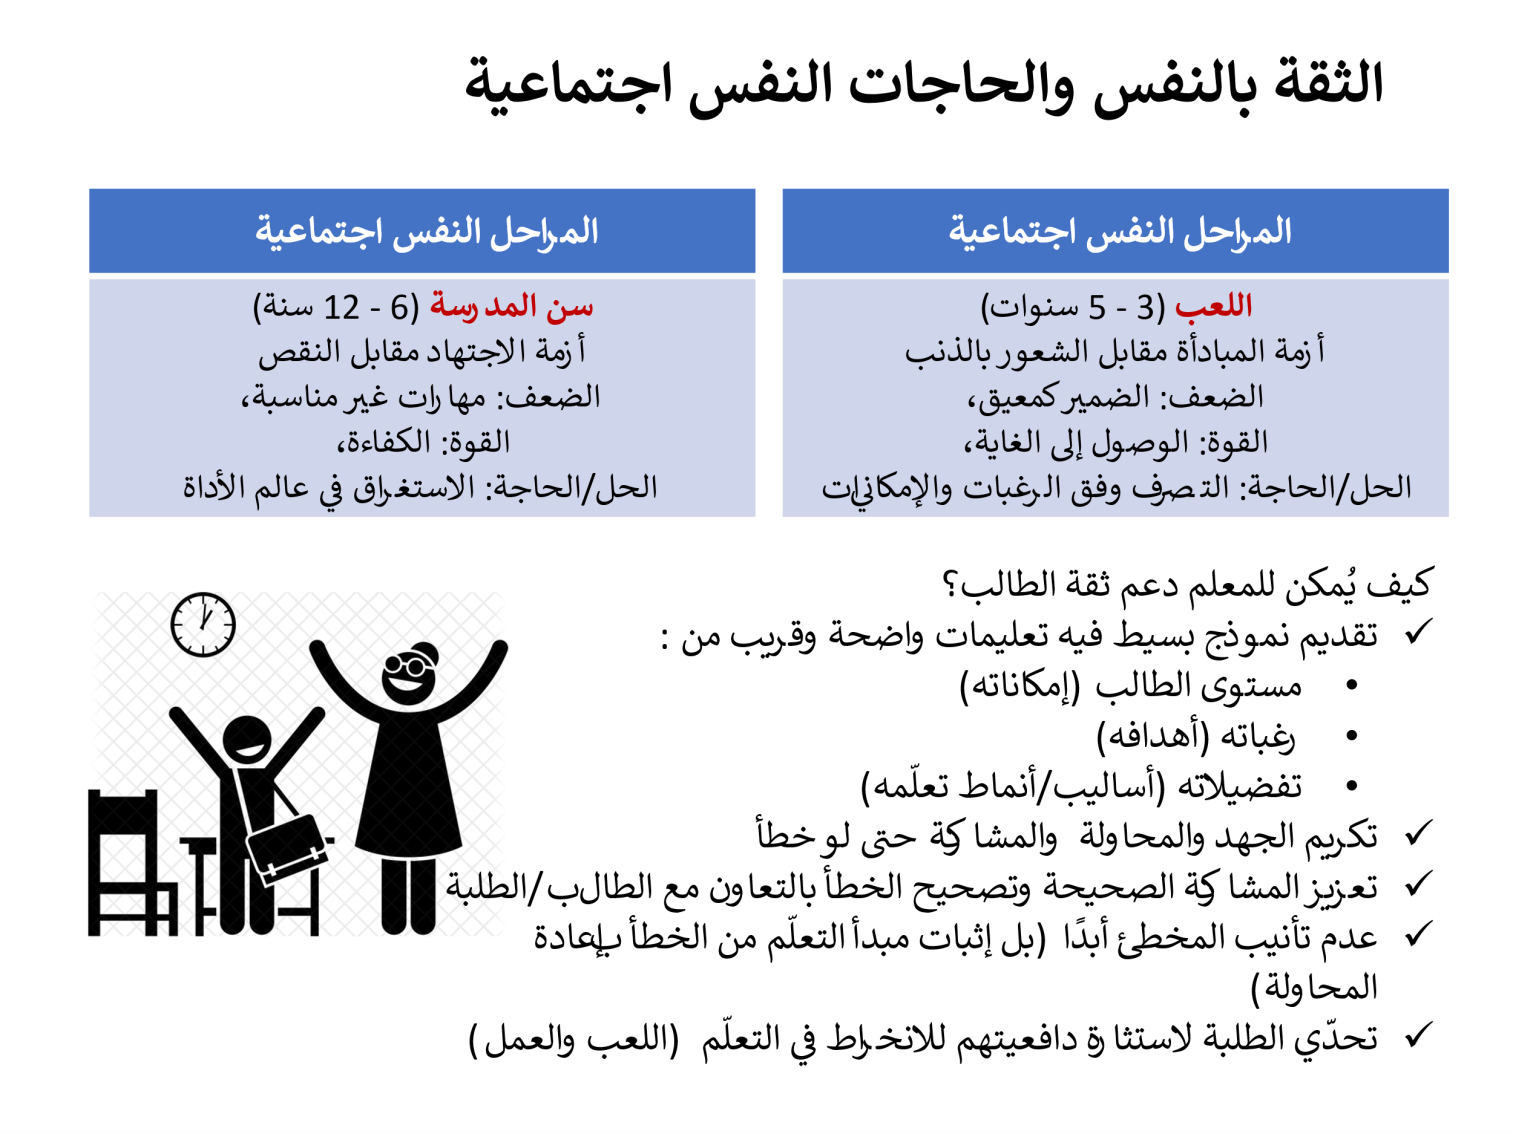 الثقة بالنفس والحاجات النفس اجتماعية
المراحل النفس اجتماعية
اللعب (3 - 5 سنوات)
أزمة المبادأة مقابل الشعور بالذنب
الضعف: الضمير كمعيق،
القوة: الوصول إلى الغاية،
الحل/الحاجة: التصرف وفق الرغبات والإمكانيات
المراحل النفس اجتماعية
سن المدرسة (6 - 12 سنة)
أزمة الاجتهاد مقابل النقص
الضعف: مهارات غير مناسبة،
القوة: الكفاءة،
الحل/الحاجة: الاستغراق في عالم الأداة
كيف يُمكن للمعلم دعم ثقة الطالب؟
✓ تقديم نموذج بسيط فيه تعليمات واضحة وقريب من :
• مستوى الطالب (إمكاناته)
• رغباته (أهدافه)
• تفضيلاته (أساليب/أنماط تعلّمه)
✓ تكريم الجهد والمحاولة والمشاركة حتى لو خطأ
✓ تعزيز المشاركة الصحيحة وتصحيح الخطأ بالتعاون مع الطالب/الطلبة
✓ عدم تأنيب المخطئ أبدًا (بل إثبات مبدأ التعلّم من الخطأ بإعادة
المحاولة)
✓ تحدّي الطلبة لاستثارة دافعيتهم للانخراط في التعلّم (اللعب والعمل)